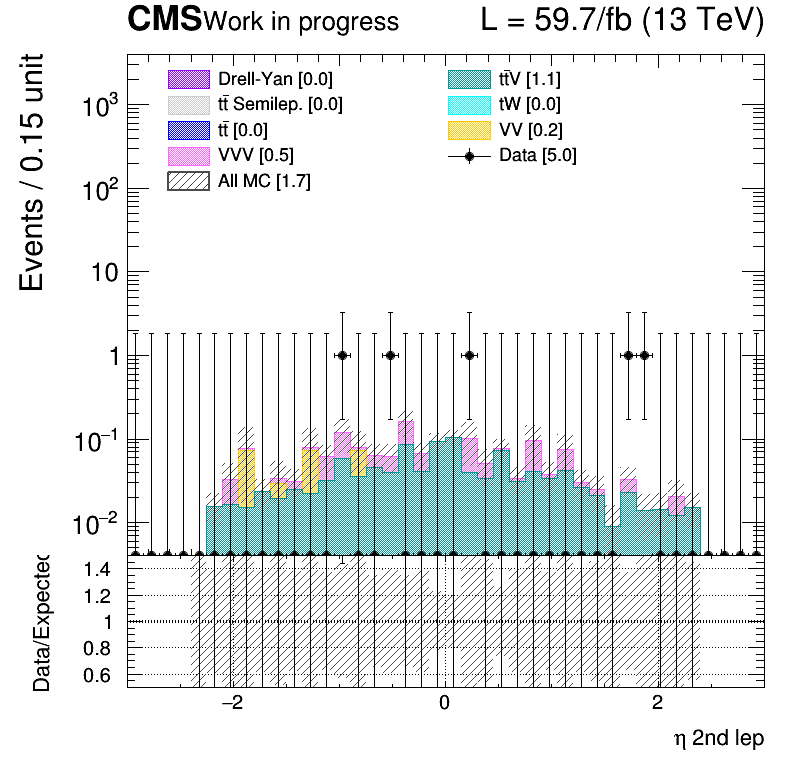 CMS Work in progress L = 59.7/fb (13 TeV)
Events / 0.15 unit
Drell-Yan [0.0]
tt̄ Semilep. [0.0]
tt̄ [0.0]
VVV [0.5]
All MC [1.7]
tt̄V [1.1]
tW [0.0]
VV [0.2]
Data [5.0]
10³
10²
10
1
10⁻¹
10⁻²
Data/Expected
1.4
1.2
1
0.8
0.6
−2 0 2
η 2nd lep